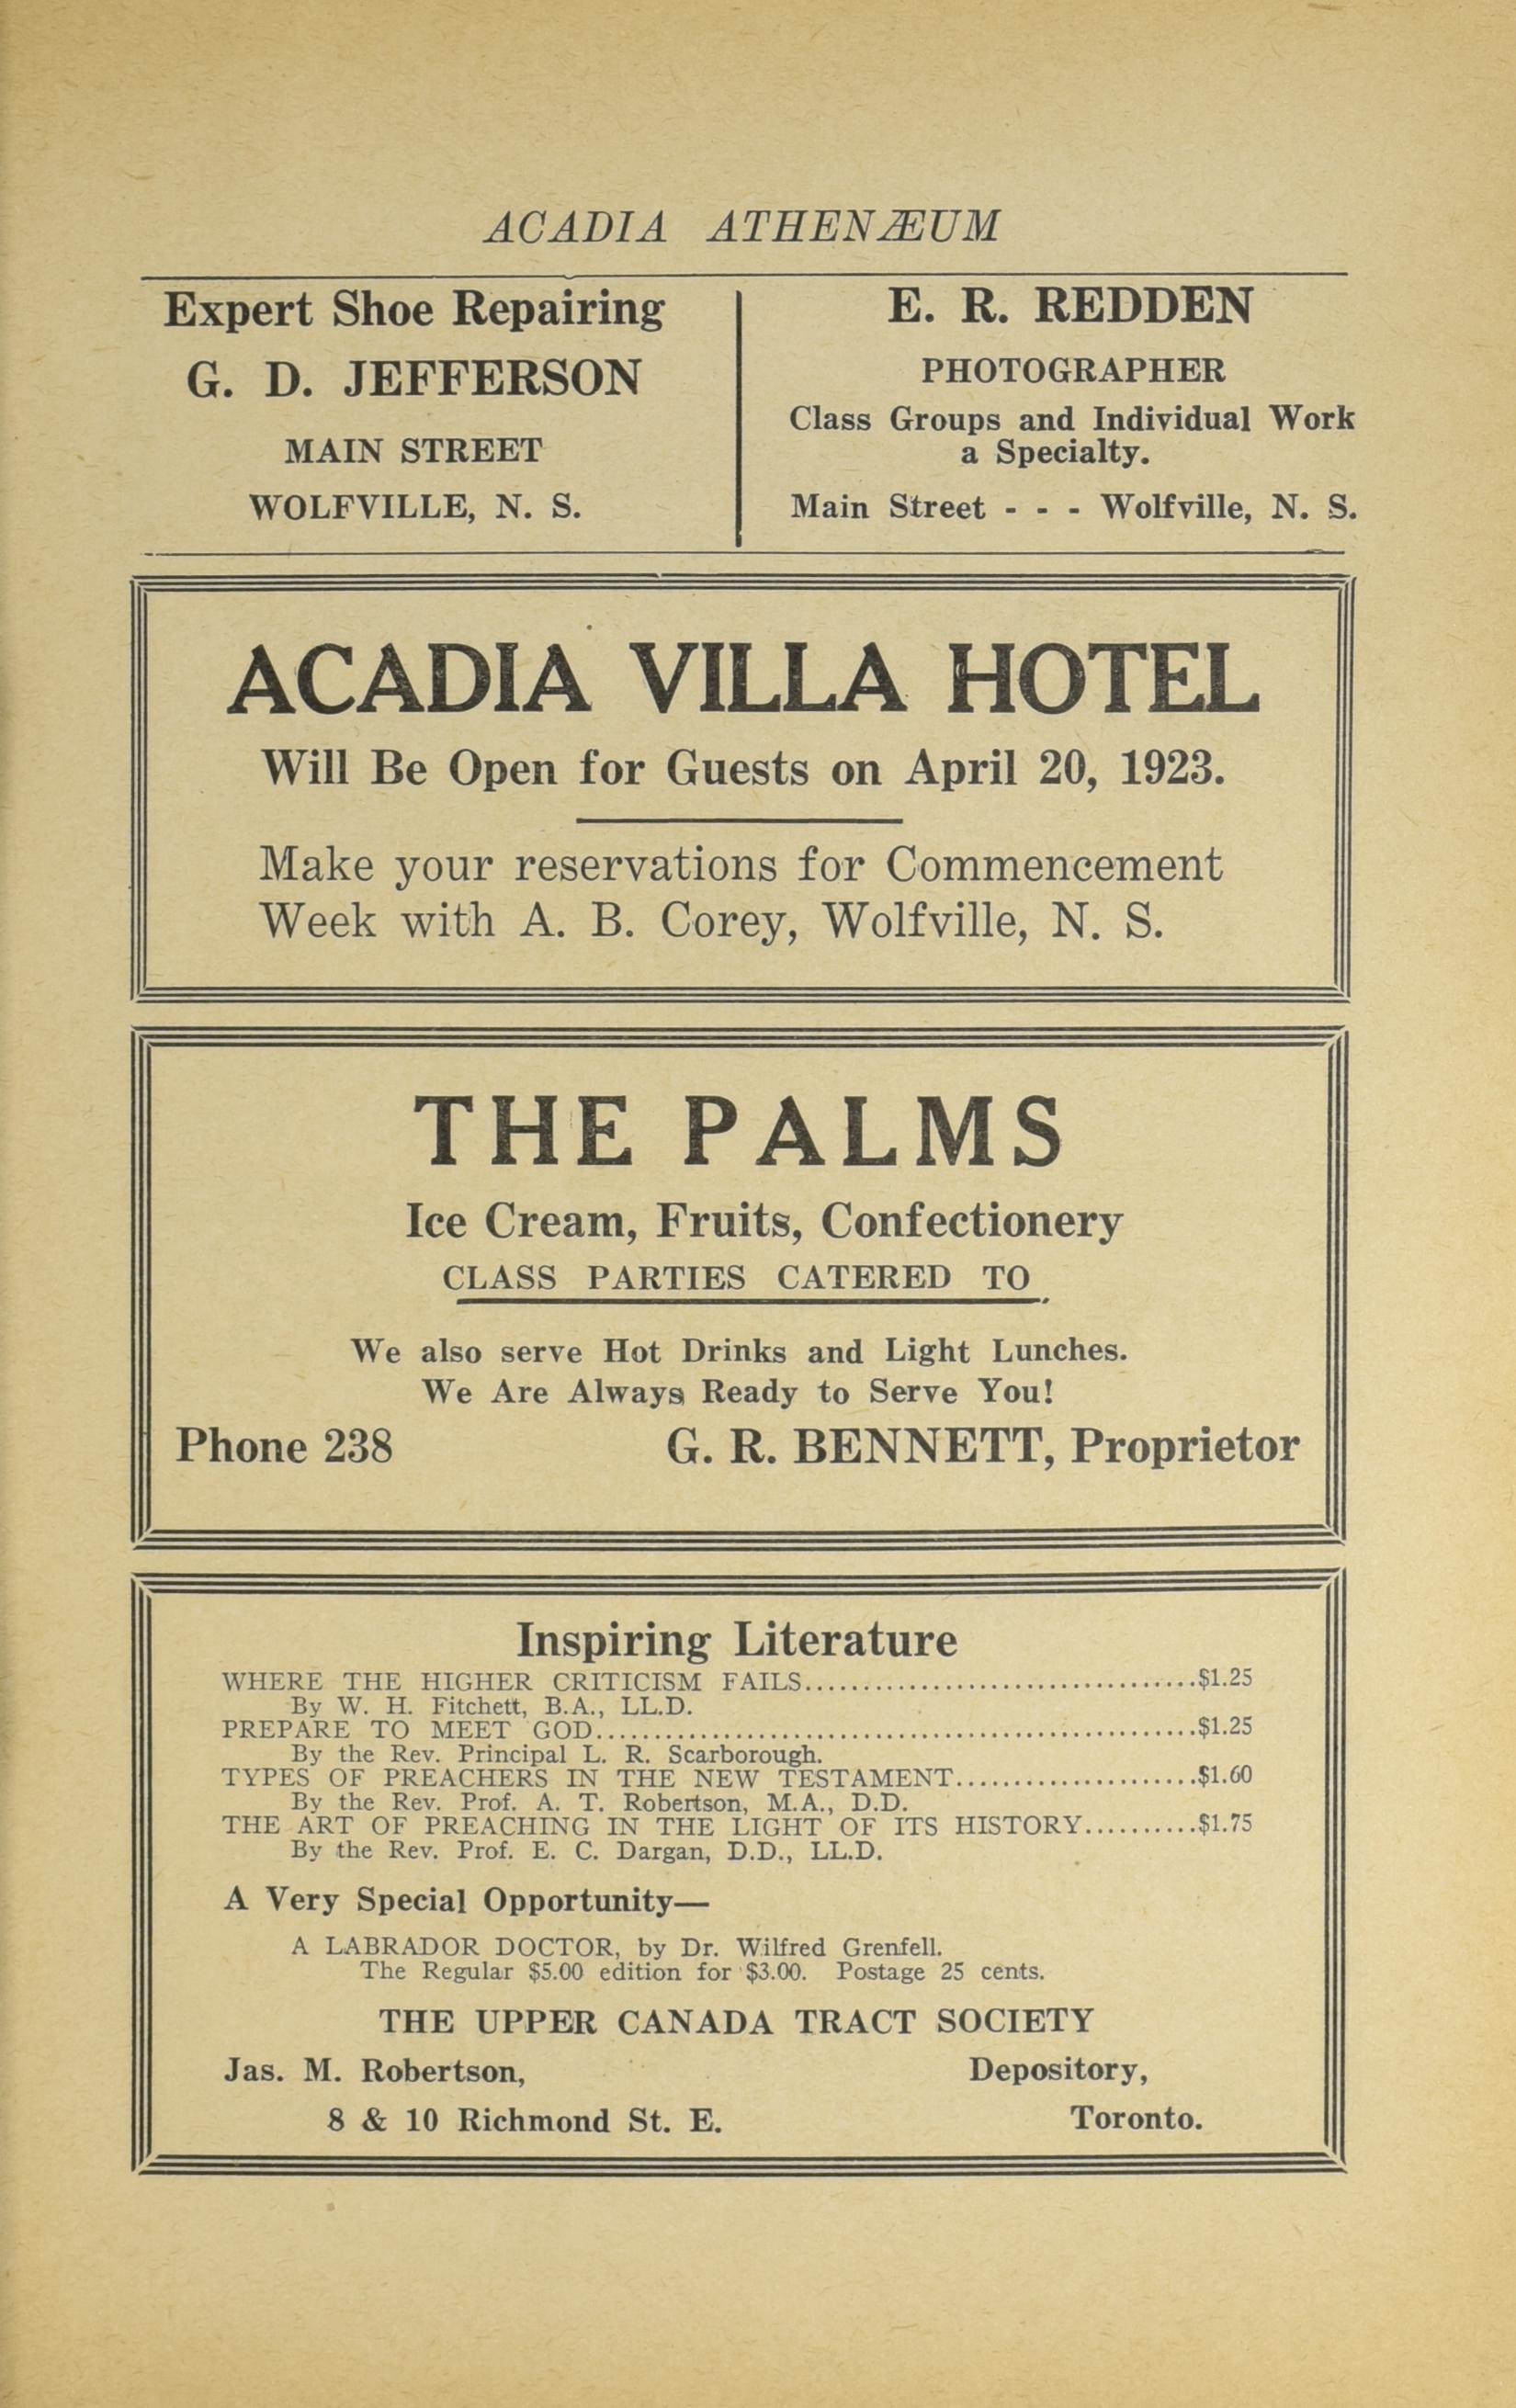 ACADIA ATHENÆUM
Expert Shoe Repairing
G. D. JEFFERSON
MAIN STREET
WOLFVILLE, N. S.
E. R. REDDEN
PHOTOGRAPHER
Class Groups and Individual Work
a Specialty.
Main Street - - - Wolfville, N. S.
ACADIA VILLA HOTEL
Will Be Open for Guests on April 20, 1923.
Make your reservations for Commencement
Week with A. B. Corey, Wolfville, N. S.
THE PALMS
Ice Cream, Fruits, Confectionery
CLASS PARTIES CATERED TO
We also serve Hot Drinks and Light Lunches.
We Are Always Ready to Serve You!
Phone 238 G. R. BENNETT, Proprietor
Inspiring Literature
WHERE THE HIGHER CRITICISM FAILS..................................$1.25
By W. H. Fitchett, B.A., LL.D.
PREPARE TO MEET GOD....................................................$1.25
By the Rev. Principal L. R. Scarborough.
TYPES OF PREACHERS IN THE NEW TESTAMENT.....................$1.60
By the Rev. Prof. A. T. Robertson, M.A., D.D.
THE ART OF PREACHING IN THE LIGHT OF ITS HISTORY..........$1.75
By the Rev. Prof. E. C. Dargan, D.D., LL.D.
A Very Special Opportunity—
A LABRADOR DOCTOR, by Dr. Wilfred Grenfell.
The Regular $5.00 edition for $3.00. Postage 25 cents.
THE UPPER CANADA TRACT SOCIETY
Jas. M. Robertson, Depository,
8 & 10 Richmond St. E. Toronto.